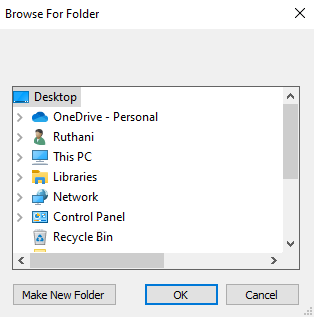 Browse For Folder
Desktop
OneDrive - Personal
Ruthani
This PC
Libraries
Network
Control Panel
Recycle Bin
Make New Folder
OK
Cancel